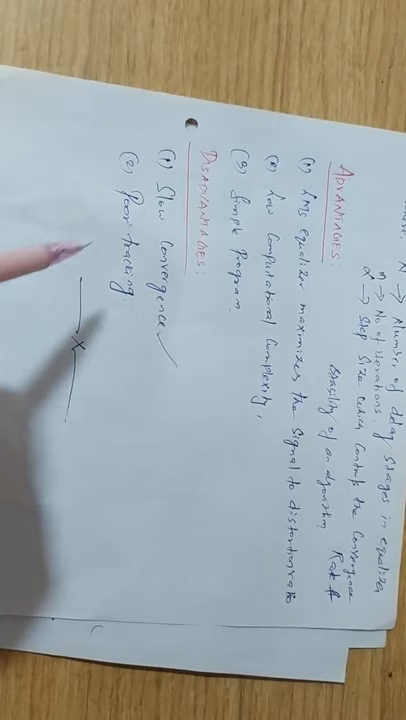 N → Number of delay stages in equalizer
n → No of iterations.
α → Step Size which controls the Convergence Rate &
stability of an algorithm
ADVANTAGES:
(1) LMS equalizer maximizes the Signal to distortion ratio
(2) Low Computational Complexity,
(3) Simple Program.
DISADVANTAGES:
(1) Slow Convergence
(2) Poor tracking